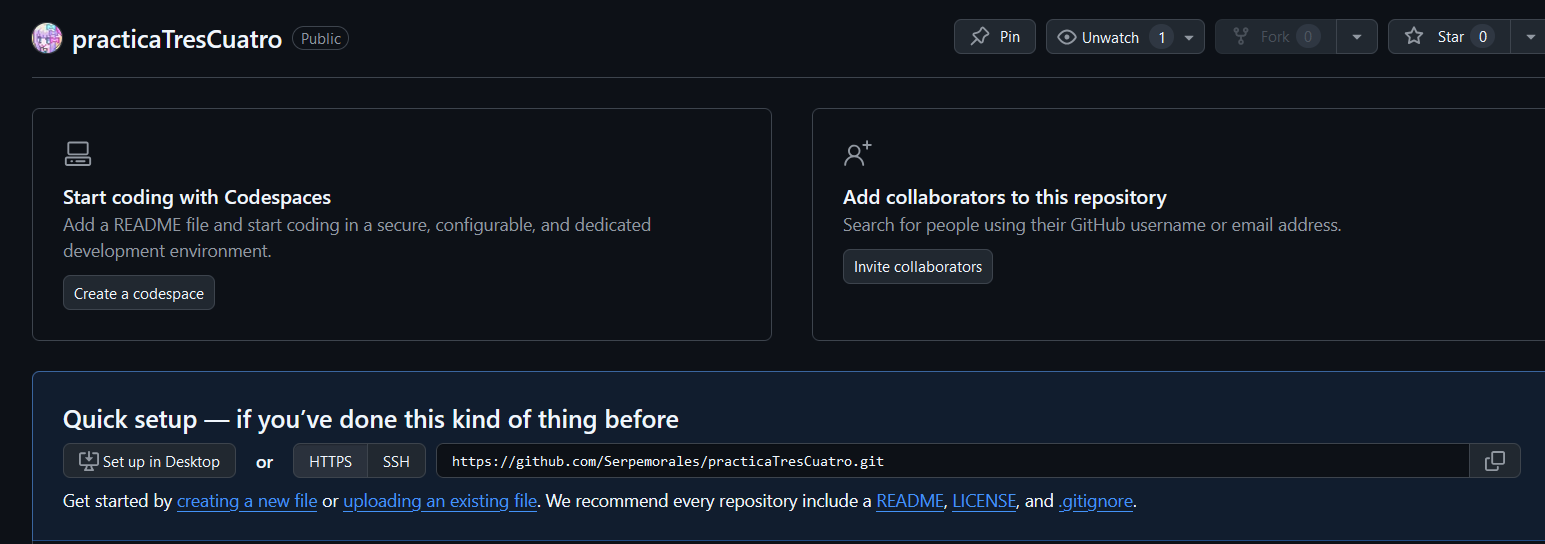 practicaTresCuatro Public Pin Unwatch 1 Fork 0 Star 0
Start coding with Codespaces
Add a README file and start coding in a secure, configurable, and dedicated
development environment.
Create a codespace
Add collaborators to this repository
Search for people using their GitHub username or email address.
Invite collaborators
Quick setup — if you’ve done this kind of thing before
Set up in Desktop or HTTPS SSH https://github.com/Serpemorales/practicaTresCuatro.git
Get started by creating a new file or uploading an existing file. We recommend every repository include a README, LICENSE, and .gitignore.